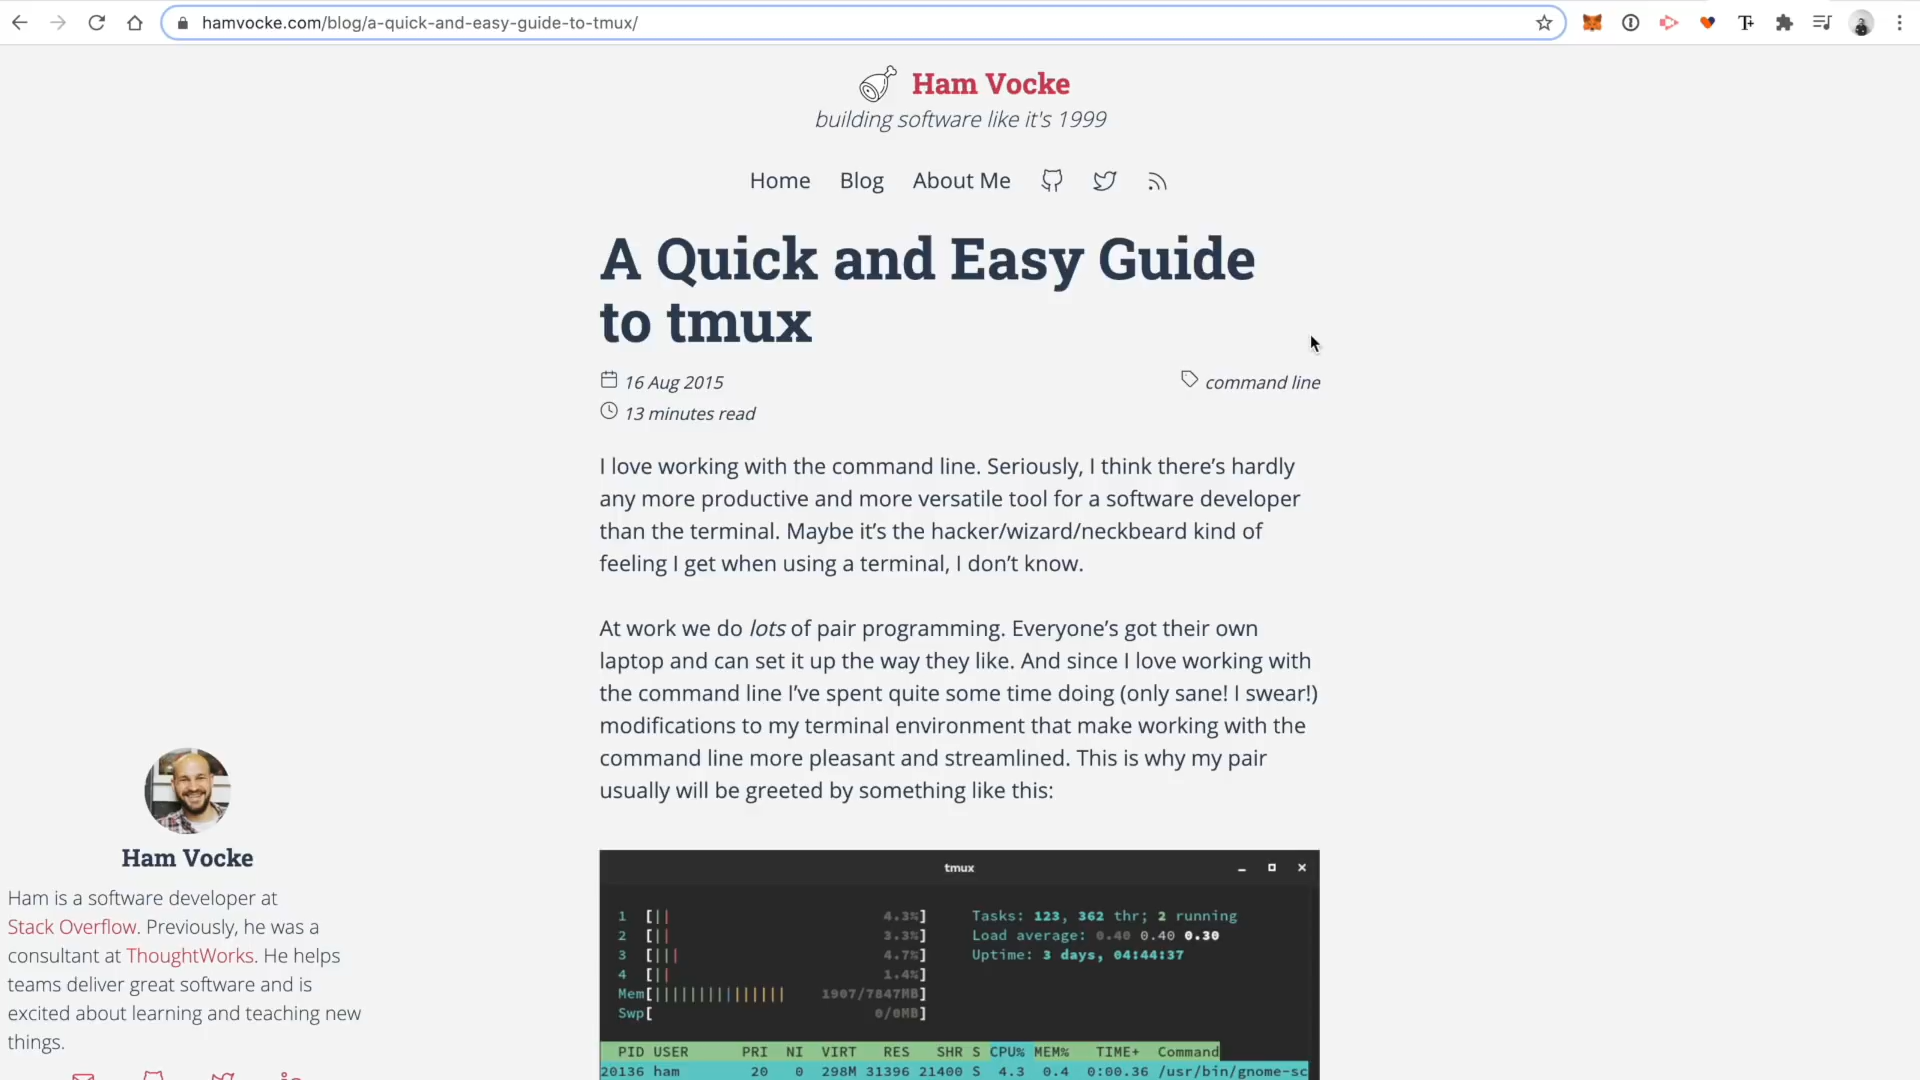 hamvocke.com/blog/a-quick-and-easy-guide-to-tmux/
Ham Vocke
building software like it's 1999
Home Blog About Me
A Quick and Easy Guide
to tmux
16 Aug 2015
command line
13 minutes read
I love working with the command line. Seriously, I think there’s hardly
any more productive and more versatile tool for a software developer
than the terminal. Maybe it’s the hacker/wizard/neckbeard kind of
feeling I get when using a terminal, I don’t know.
At work we do lots of pair programming. Everyone’s got their own
laptop and can set it up the way they like. And since I love working with
the command line I’ve spent quite some time doing (only sane! I swear!)
modifications to my terminal environment that make working with the
command line more pleasant and streamlined. This is why my pair
usually will be greeted by something like this:
Ham Vocke
Ham is a software developer at
Stack Overflow. Previously, he was a
consultant at ThoughtWorks. He helps
teams deliver great software and is
excited about learning and teaching new
things.
tmux
1 [|| 4.3%] Tasks: 123, 362 thr; 2 running
2 [|| 3.3%] Load average: 0.40 0.40 0.30
3 [||| 4.7%] Uptime: 3 days, 04:44:37
4 [|| 1.4%]
Mem[|||||||||||||||| 1907/7847MB]
Swp[ 0/0MB]
PID USER PRI NI VIRT RES SHR S CPU% MEM% TIME+ Command
20136 ham 20 0 298M 31396 21400 S 4.3 0.4 0:00.36 /usr/bin/gnome-sc